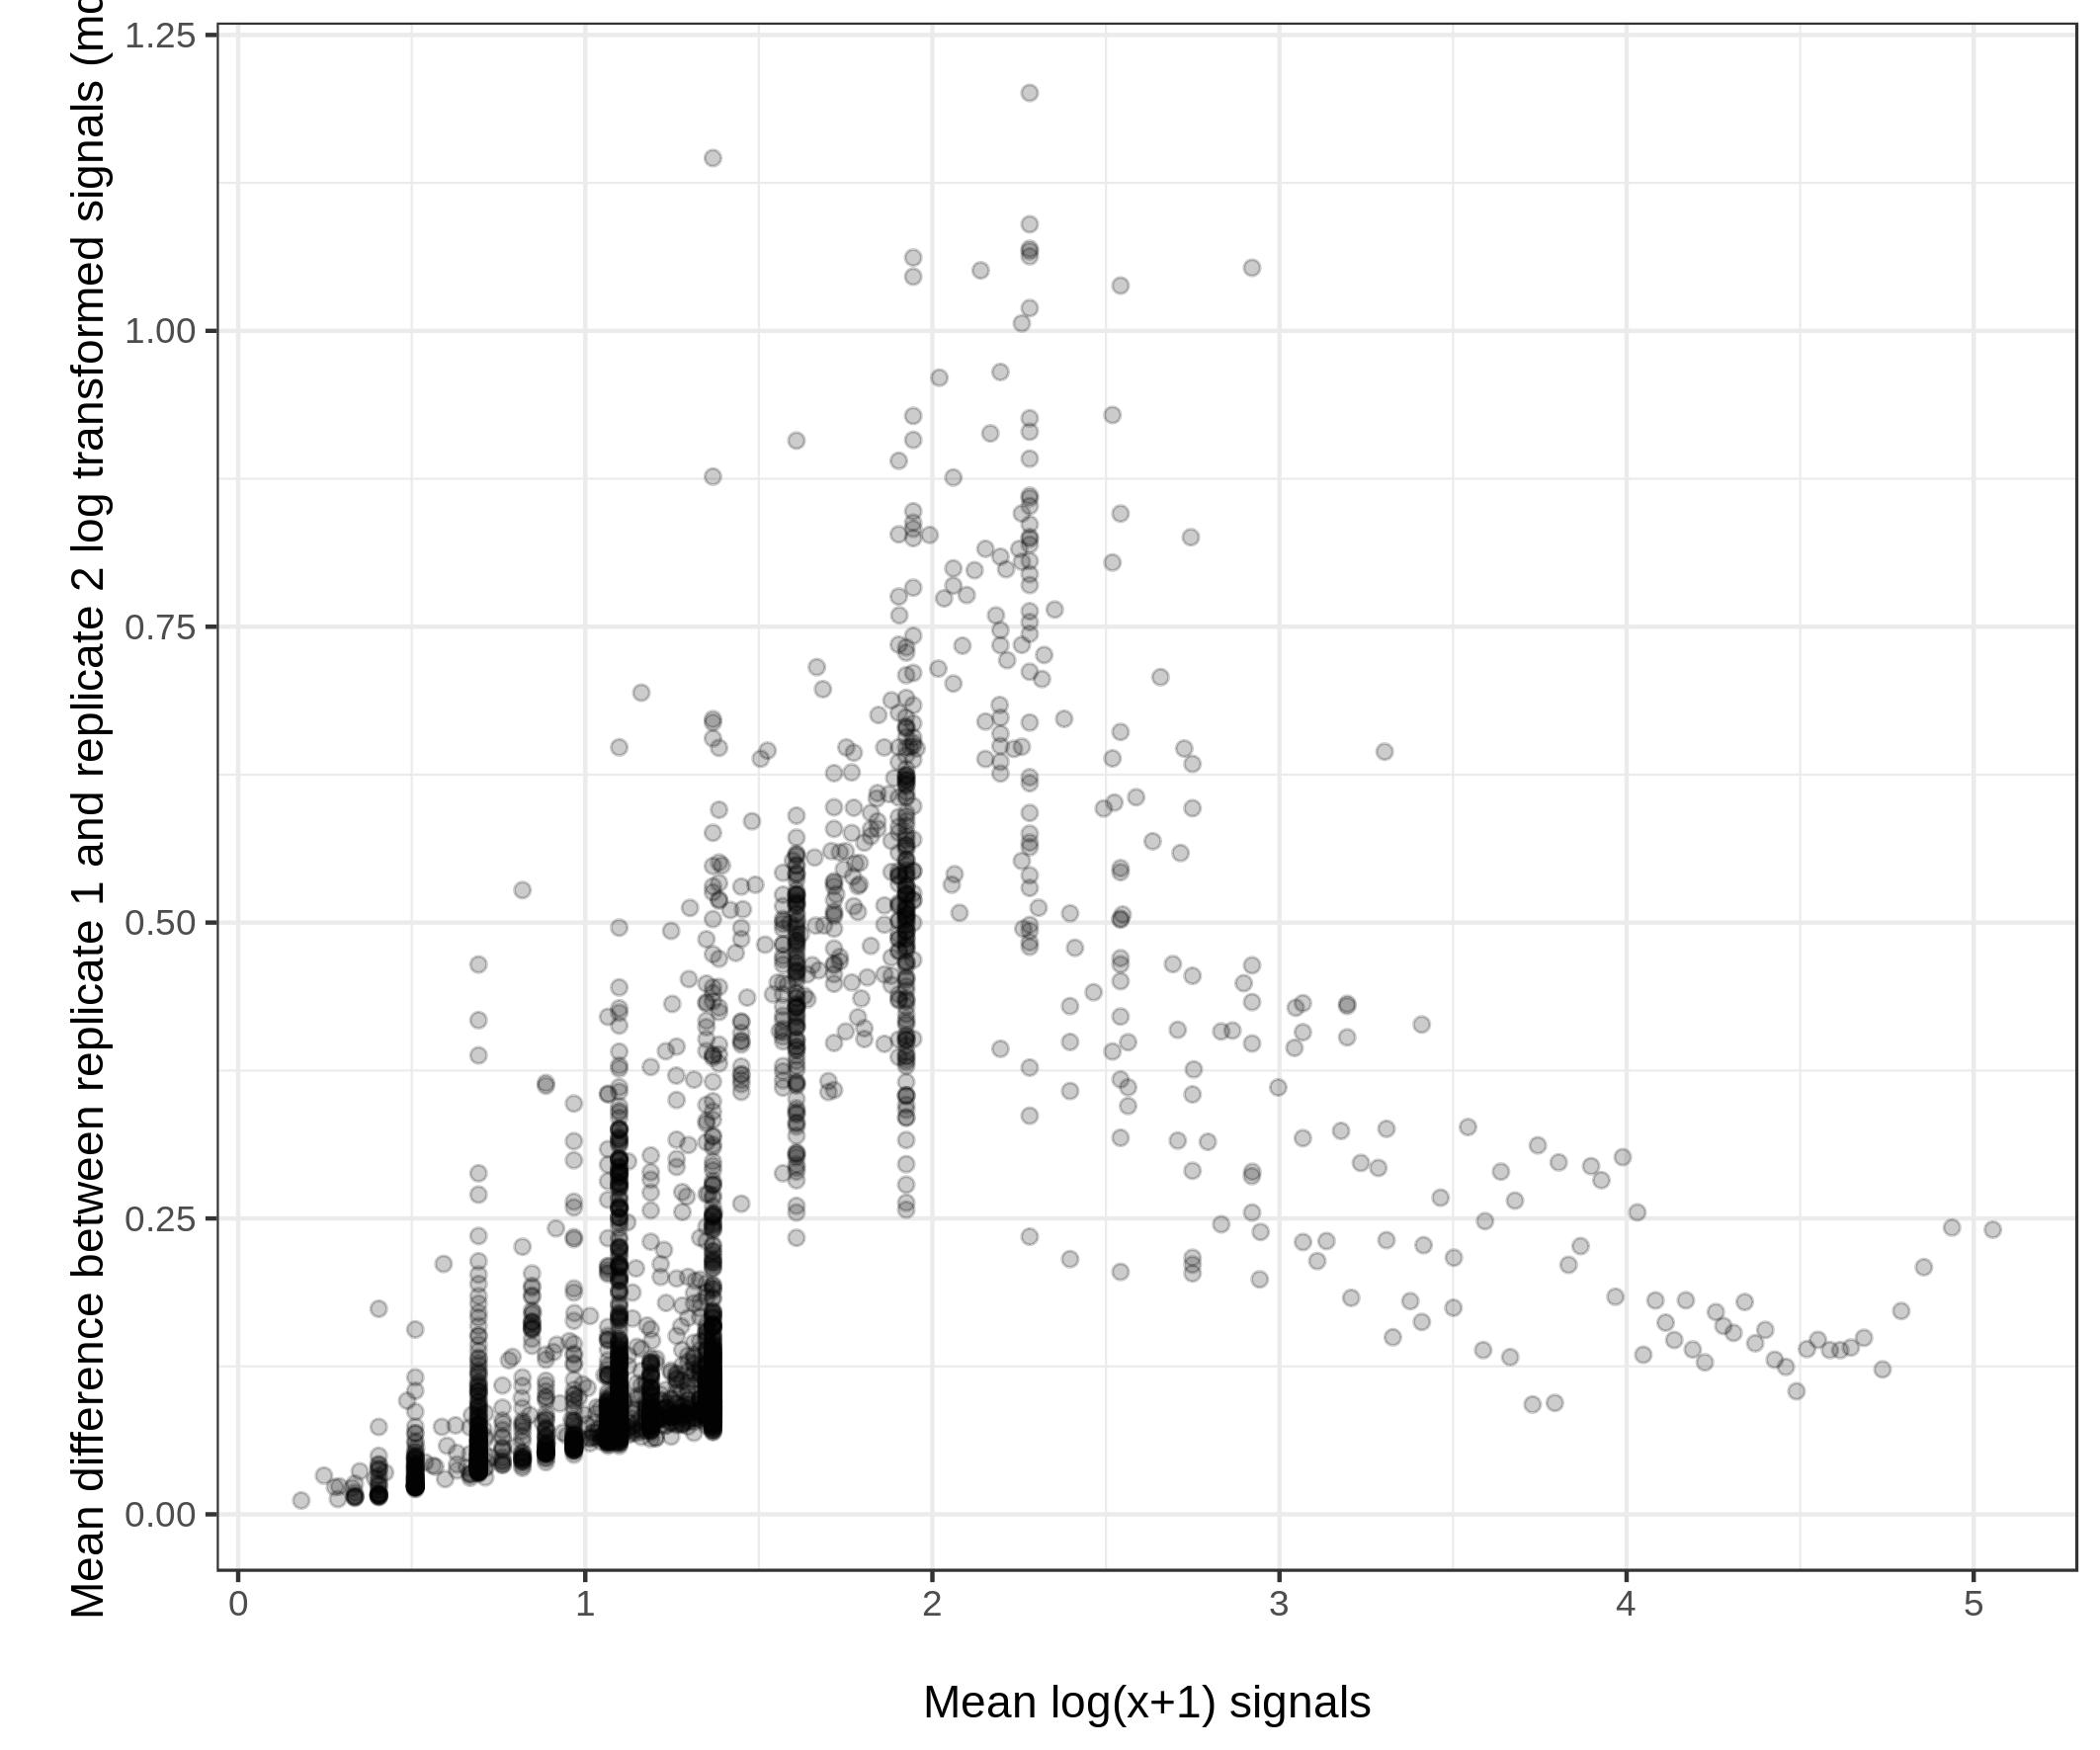 Mean difference between replicate 1 and replicate 2 log transformed signals
1.25
1.00
0.75
0.50
0.25
0.00
0 1 2 3 4 5
Mean log(x+1) signals